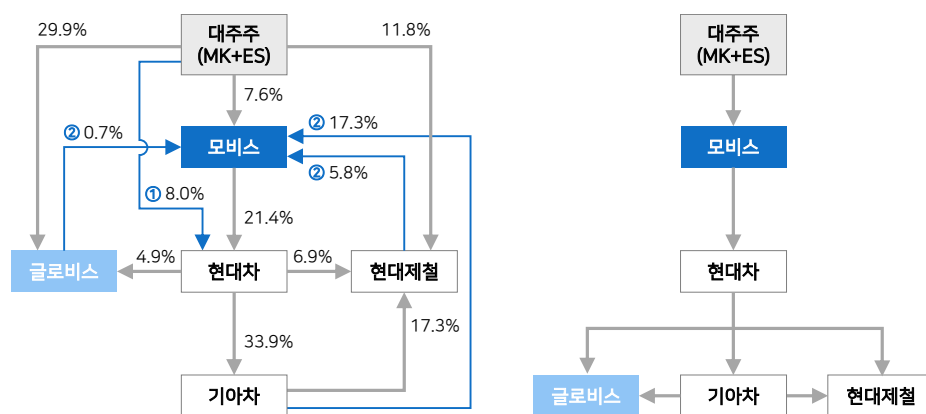 29.9%
대주주
(MK+ES)
11.8%
7.6%
② 0.7%
② 17.3%
모비스
② 5.8%
① 8.0%
21.4%
글로비스
4.9%
현대차
6.9%
현대제철
33.9%
17.3%
기아차
대주주
(MK+ES)
모비스
현대차
글로비스
기아차
현대제철